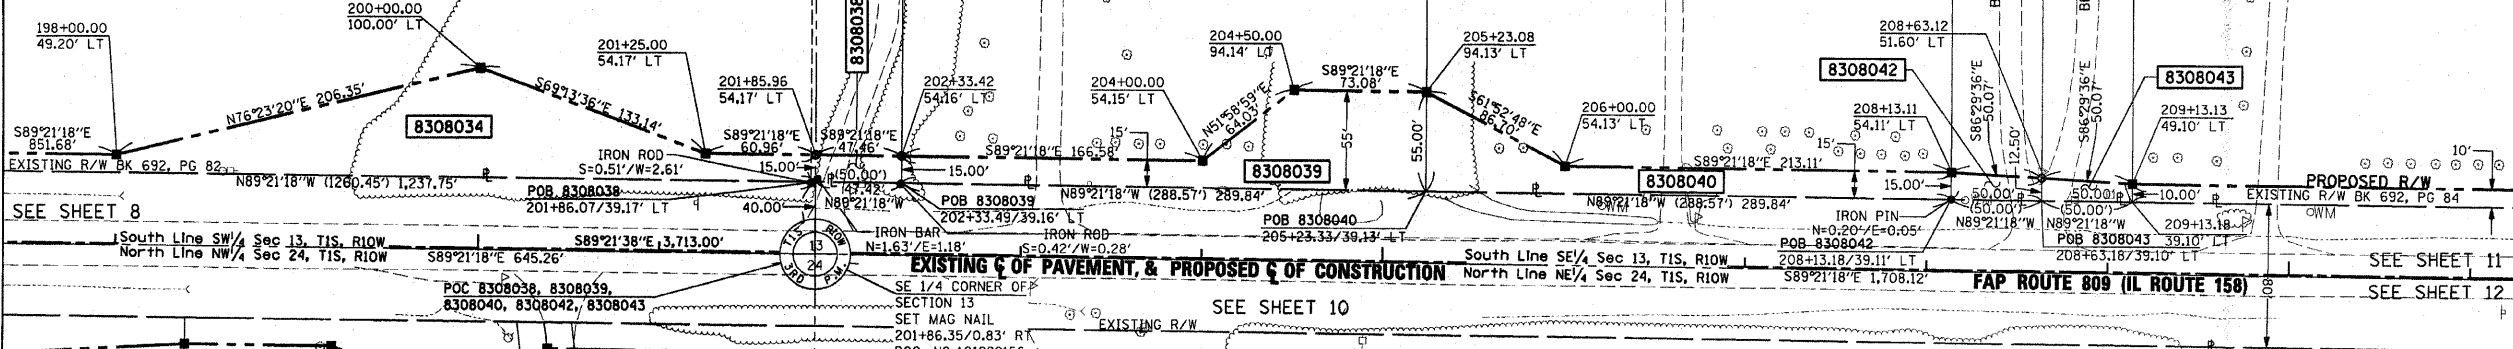 198+00.00
49.20' LT
200+00.00
100.00' LT
201+25.00
54.17' LT
201+85.96
54.17' LT
8308038
202+33.42
54.16' LT
204+00.00
54.15' LT
204+50.00
94.14' LT
S89°21'18"E
73.08'
205+23.08
94.13' LT
206+00.00
54.13' LT
8308042
208+13.11
54.11' LT
208+63.12
51.60' LT
8308043
209+13.13
49.10' LT
S89°21'18"E
851.68'
N76°23'20"E 206.35'
S69°13'36"E 133.14'
8308034
S89°21'18"E
60.96'
S89°21'18"E
47.46'
S89°21'18"E 166.58'
15'
N51°58'59"E
64.03'
55'
55.00'
S61°52'48"E
86.70'
S89°21'18"E 213.11'
15'
S86°29'36"E
50.07'
12.50'
S86°29'36"E
50.07'
10'
EXISTING R/W BK 692, PG 82
IRON ROD
S=0.51'/W=2.61'
15.00'
(50.00')
47.42'
N89°21'18"W
15.00'
8308039
8308040
15.00'
(50.00')
(50.00')
N89°21'18"W
(50.00')
(50.00')
N89°21'18"W
10.00'
PROPOSED R/W
EXISTING R/W BK 692, PG 84
N89°21'18"W (1260.45') 1,237.75'
POB 8308038
201+86.07/39.17' LT
40.00'
POB 8308039
202+33.49/39.16' LT
N89°21'18"W (288.57') 289.84'
POB 8308040
205+23.33/39.13' LT
N89°21'18"W (288.57') 289.84'
WM
IRON PIN
N=0.20'/E=0.05'
POB 8308042
208+13.18/39.11' LT
POB 8308043
208+63.18/39.10' LT
209+13.18
39.10' LT
WM
SEE SHEET 8
IRON BAR
N=1.63'/E=1.18'
IRON ROD
S=0.42'/W=0.28'
South Line SW¼ Sec 13, T1S, R10W
North Line NW¼ Sec 24, T1S, R10W
S89°21'38"E 3,713.00'
S89°21'18"E 645.26'
T1S R10W
13
24
3RD P.M.
EXISTING ℄ OF PAVEMENT, & PROPOSED ℄ OF CONSTRUCTION
South Line SE¼ Sec 13, T1S, R10W
North Line NE¼ Sec 24, T1S, R10W
S89°21'18"E 1,708.12'
FAP ROUTE 809 (IL ROUTE 158)
SEE SHEET 11
SEE SHEET 12
80'
POC 8308038, 8308039,
8308040, 8308042, 8308043
SE 1/4 CORNER OF
SECTION 13
SET MAG NAIL
201+86.35/0.83' RT
SEE SHEET 10
EXISTING R/W